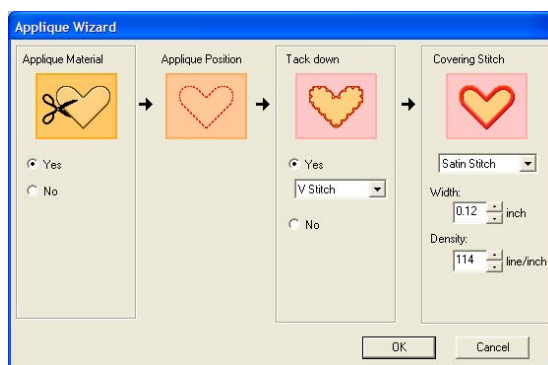 Applique Wizard
Applique Material
Yes
No
Applique Position
Tack down
Yes
V Stitch
No
Covering Stitch
Satin Stitch
Width:
0.12 inch
Density:
114 line/inch
OK
Cancel